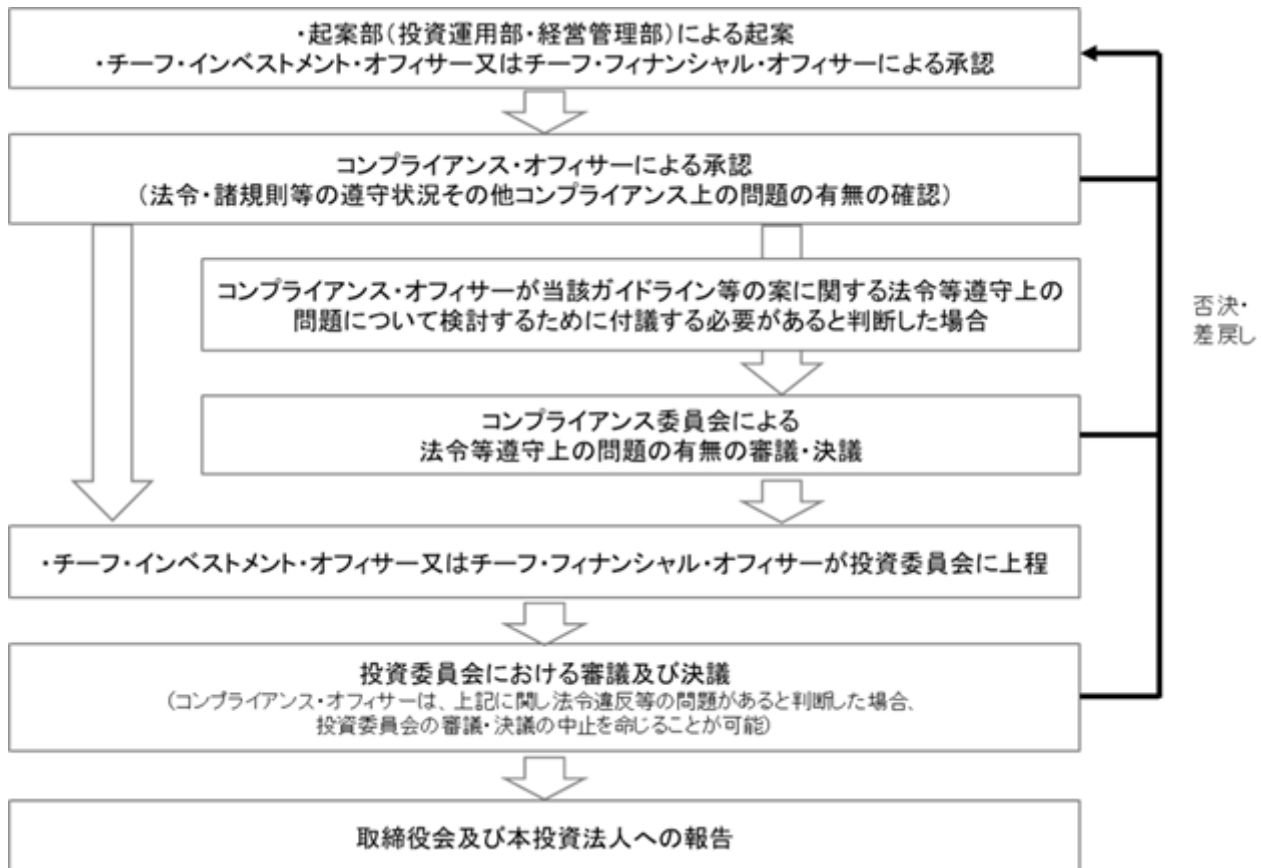 ・起案部（投資運用部・経営管理部）による起案
・チーフ・インベストメント・オフィサー又はチーフ・フィナンシャル・オフィサーによる承認
コンプライアンス・オフィサーによる承認
（法令・諸規則等の遵守状況その他コンプライアンス上の問題の有無の確認）
コンプライアンス・オフィサーが当該ガイドライン等の案に関する法令等遵守上の
問題について検討するために付議する必要があると判断した場合
否決・
差戻し
コンプライアンス委員会による
法令等遵守上の問題の有無の審議・決議
・チーフ・インベストメント・オフィサー又はチーフ・フィナンシャル・オフィサーが投資委員会に上程
投資委員会における審議及び決議
（コンプライアンス・オフィサーは、上記に関し法令違反等の問題があると判断した場合、
投資委員会の審議・決議の中止を命じることが可能）
取締役会及び本投資法人への報告